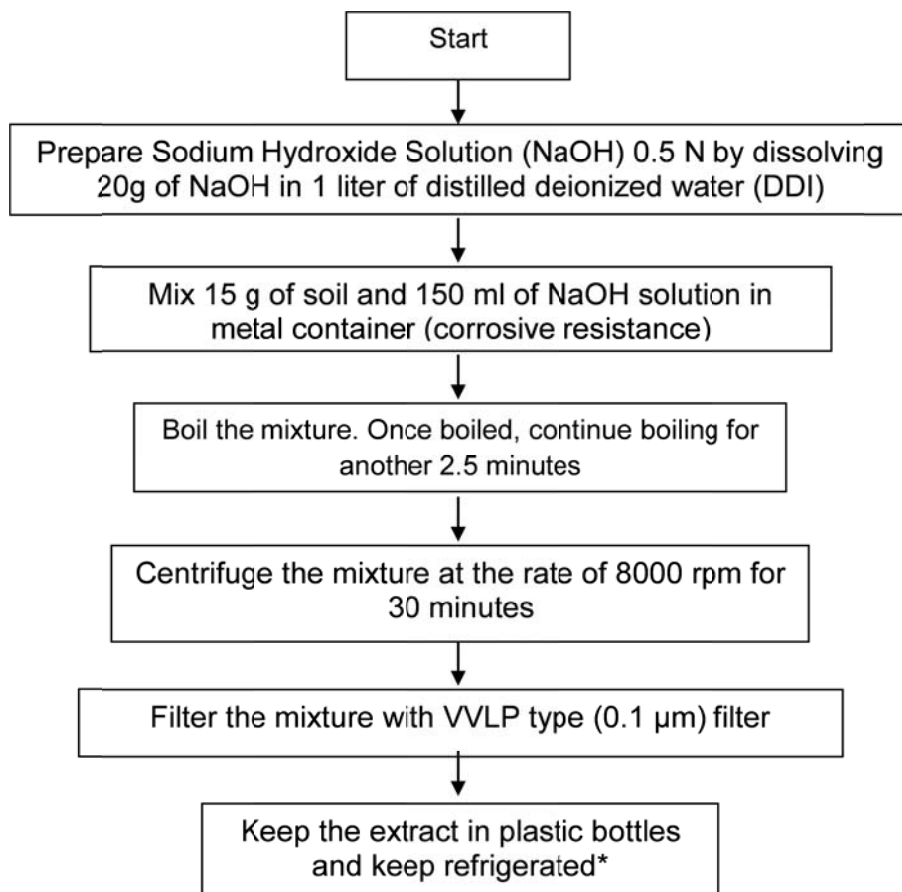 Start
Prepare Sodium Hydroxide Solution (NaOH) 0.5 N by dissolving
20g of NaOH in 1 liter of distilled deionized water (DDI)
Mix 15 g of soil and 150 ml of NaOH solution in
metal container (corrosive resistance)
Boil the mixture. Once boiled, continue boiling for
another 2.5 minutes
Centrifuge the mixture at the rate of 8000 rpm for
30 minutes
Filter the mixture with VVLP type (0.1 µm) filter
Keep the extract in plastic bottles
and keep refrigerated*